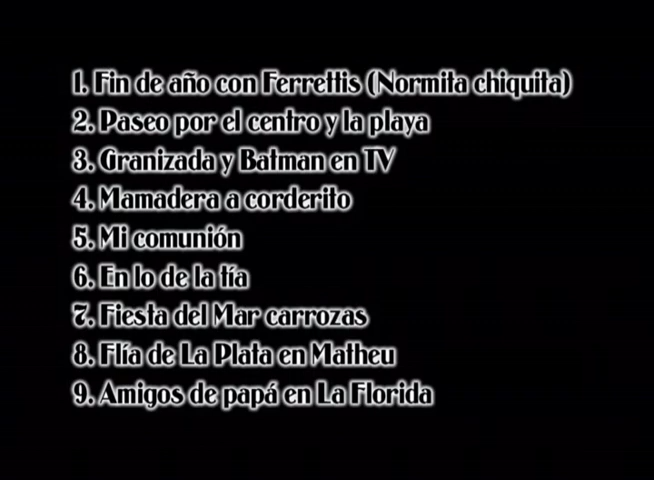 1. Fin de año con Ferrettis (Normita chiquita)
2. Paseo por el centro y la playa
3. Granizada y Batman en TV
4. Mamadera a corderito
5. Mi comunión
6. En lo de la tía
7. Fiesta del Mar carrozas
8. Flía de La Plata en Matheu
9. Amigos de papá en La Florida